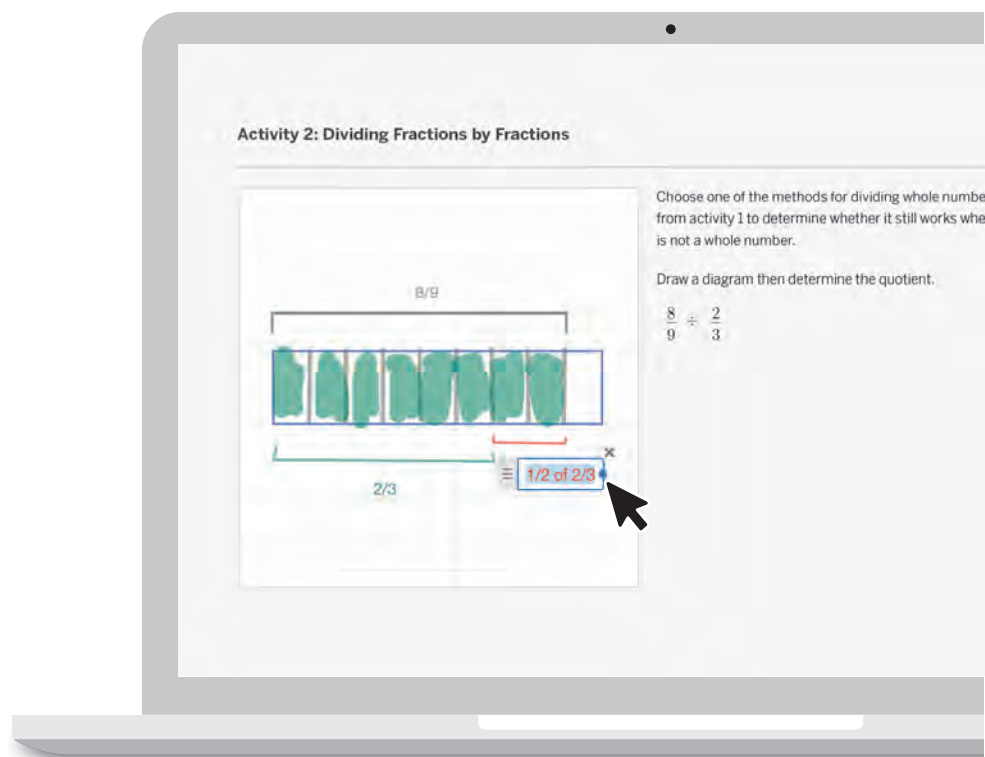 Activity 2: Dividing Fractions by Fractions
Choose one of the methods for dividing whole numbe
from activity 1 to determine whether it still works whe
is not a whole number.
Draw a diagram then determine the quotient.
8/9 ÷ 2/3
8/9
2/3
1/2 of 2/3